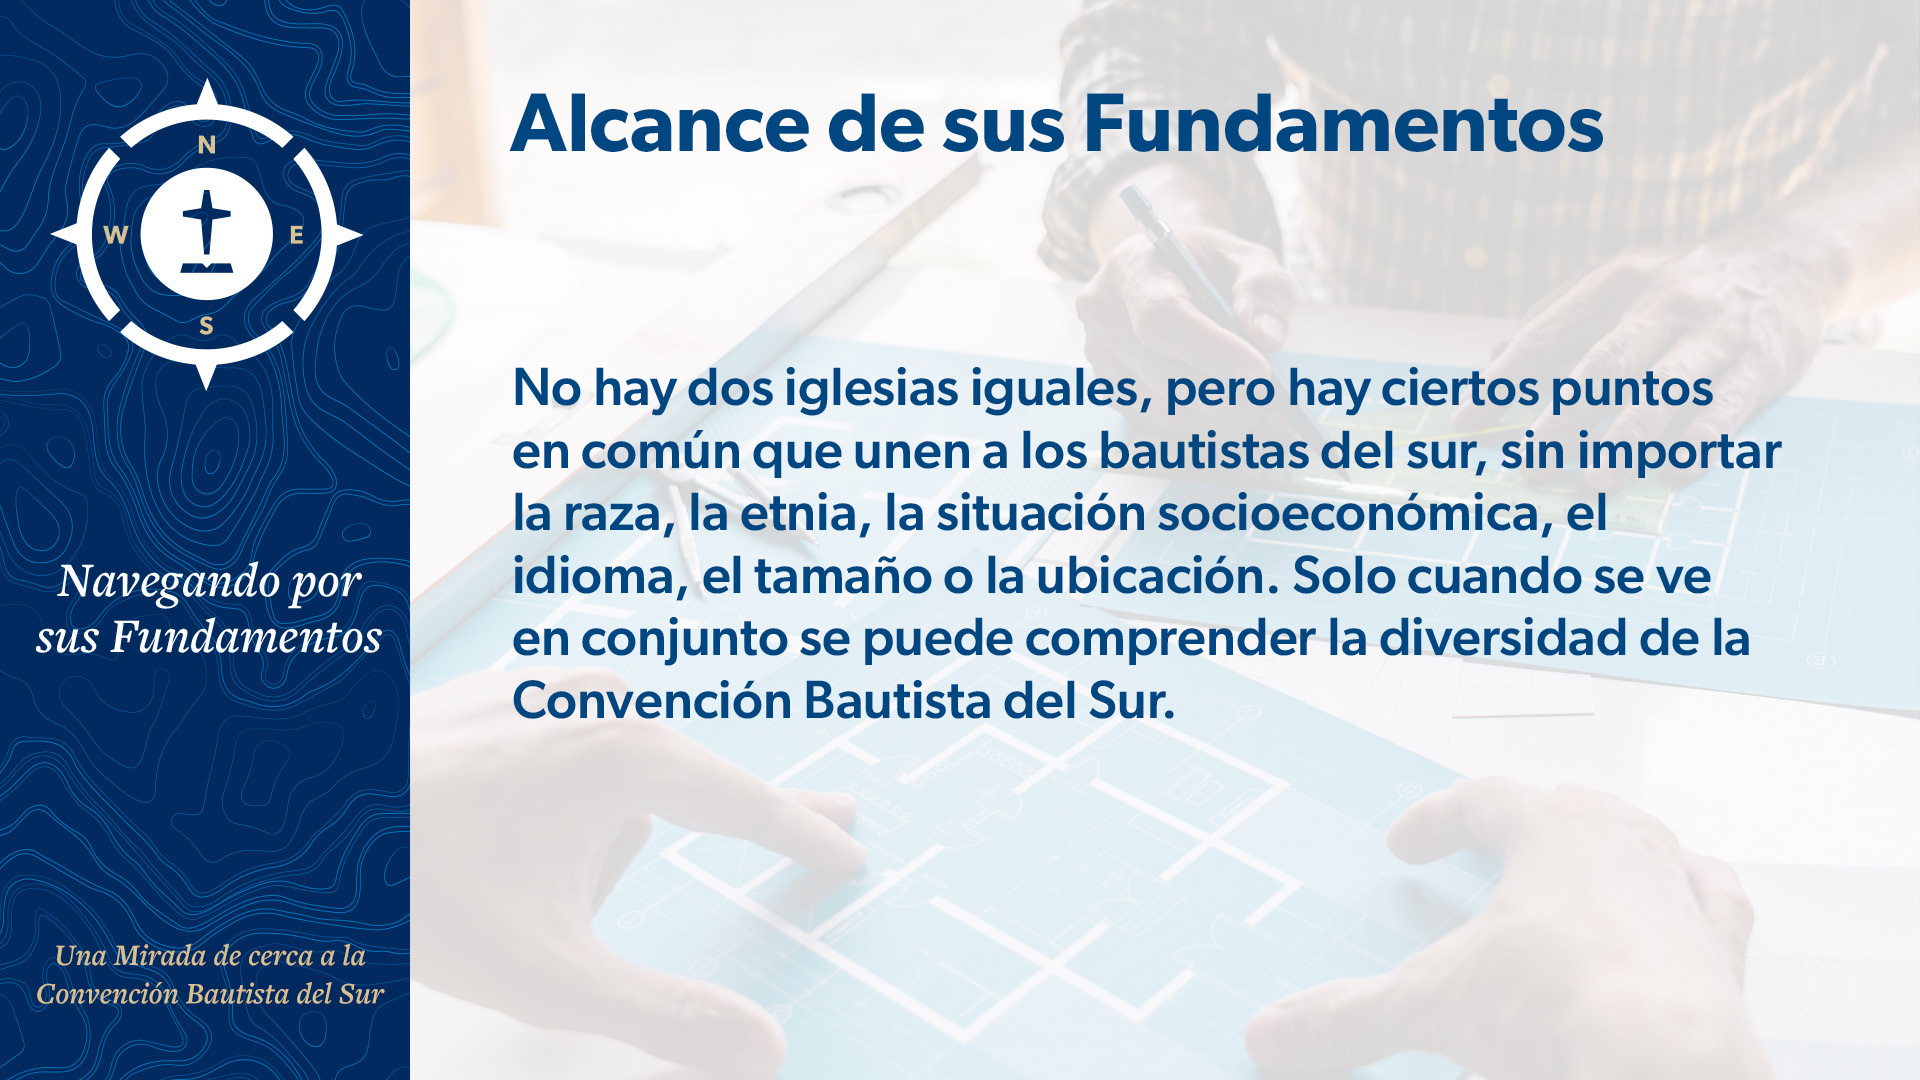 N
W
E
S
Navegando por
sus Fundamentos
Una Mirada de cerca a la
Convención Bautista del Sur
Alcance de sus Fundamentos
No hay dos iglesias iguales, pero hay ciertos puntos
en común que unen a los bautistas del sur, sin importar
la raza, la etnia, la situación socioeconómica, el
idioma, el tamaño o la ubicación. Solo cuando se ve
en conjunto se puede comprender la diversidad de la
Convención Bautista del Sur.